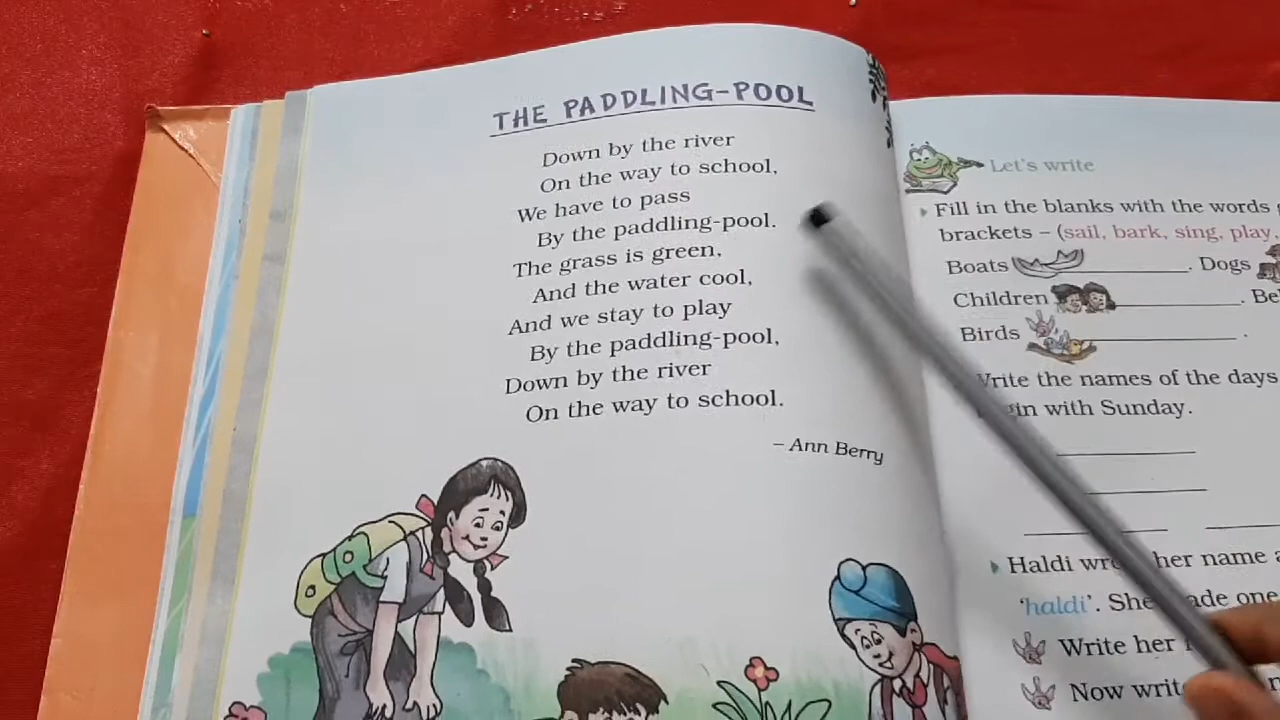 THE PADDLING-POOL
Down by the river
On the way to school,
We have to pass
By the paddling-pool.
The grass is green,
And the water cool,
And we stay to play
By the paddling-pool,
Down by the river
On the way to school.
– Ann Berry
Let's write
Fill in the blanks with the words
brackets – (sail, bark, sing, play,
Boats ______. Dogs
Children ______.
Birds ______.
Write the names of the days
with Sunday.
Haldi her name
'haldi'. She one
Write her
Now